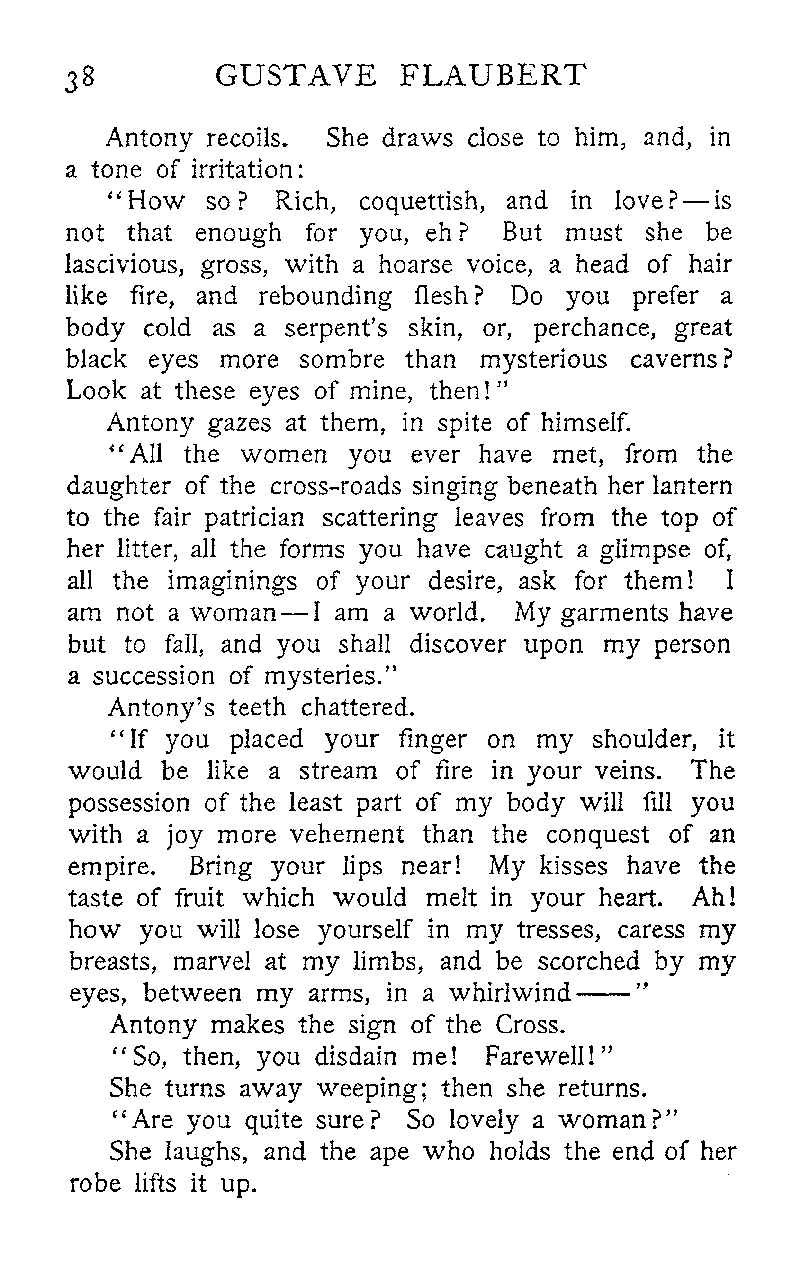 38 GUSTAVE FLAUBERT
Antony recoils. She draws close to him, and, in
a tone of irritation:
"How so? Rich, coquettish, and in love?—is
not that enough for you, eh? But must she be
lascivious, gross, with a hoarse voice, a head of hair
like fire, and rebounding flesh? Do you prefer a
body cold as a serpent's skin, or, perchance, great
black eyes more sombre than mysterious caverns?
Look at these eyes of mine, then!"
Antony gazes at them, in spite of himself.
"All the women you ever have met, from the
daughter of the cross-roads singing beneath her lantern
to the fair patrician scattering leaves from the top of
her litter, all the forms you have caught a glimpse of,
all the imaginings of your desire, ask for them! I
am not a woman—I am a world. My garments have
but to fall, and you shall discover upon my person
a succession of mysteries."
Antony's teeth chattered.
"If you placed your finger on my shoulder, it
would be like a stream of fire in your veins. The
possession of the least part of my body will fill you
with a joy more vehement than the conquest of an
empire. Bring your lips near! My kisses have the
taste of fruit which would melt in your heart. Ah!
how you will lose yourself in my tresses, caress my
breasts, marvel at my limbs, and be scorched by my
eyes, between my arms, in a whirlwind——"
Antony makes the sign of the Cross.
"So, then, you disdain me! Farewell!"
She turns away weeping; then she returns.
"Are you quite sure? So lovely a woman?"
She laughs, and the ape who holds the end of her
robe lifts it up.